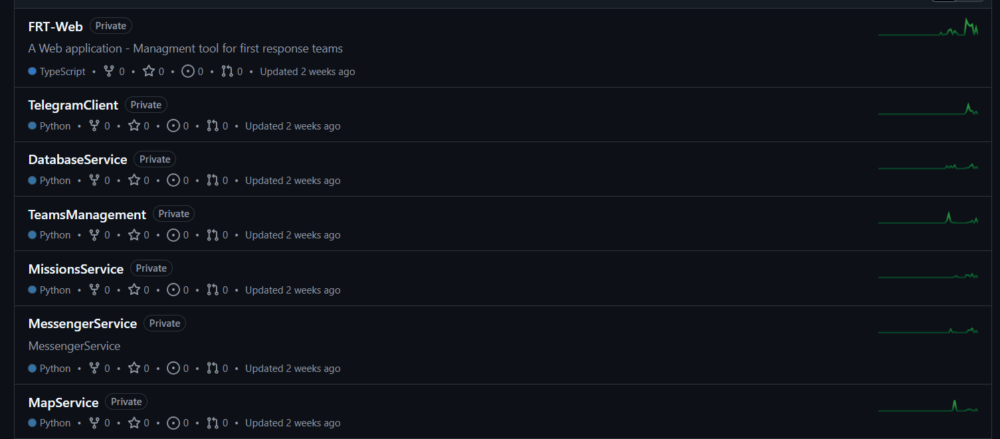 FRT-Web Private
A Web application - Managment tool for first response teams
TypeScript • 0 • 0 • 0 • 0 • Updated 2 weeks ago
TelegramClient Private
Python • 0 • 0 • 0 • 0 • Updated 2 weeks ago
DatabaseService Private
Python • 0 • 0 • 0 • 0 • Updated 2 weeks ago
TeamsManagement Private
Python • 0 • 0 • 0 • 0 • Updated 2 weeks ago
MissionsService Private
Python • 0 • 0 • 0 • 0 • Updated 2 weeks ago
MessengerService Private
MessengerService
Python • 0 • 0 • 0 • 0 • Updated 2 weeks ago
MapService Private
Python • 0 • 0 • 0 • 0 • Updated 2 weeks ago